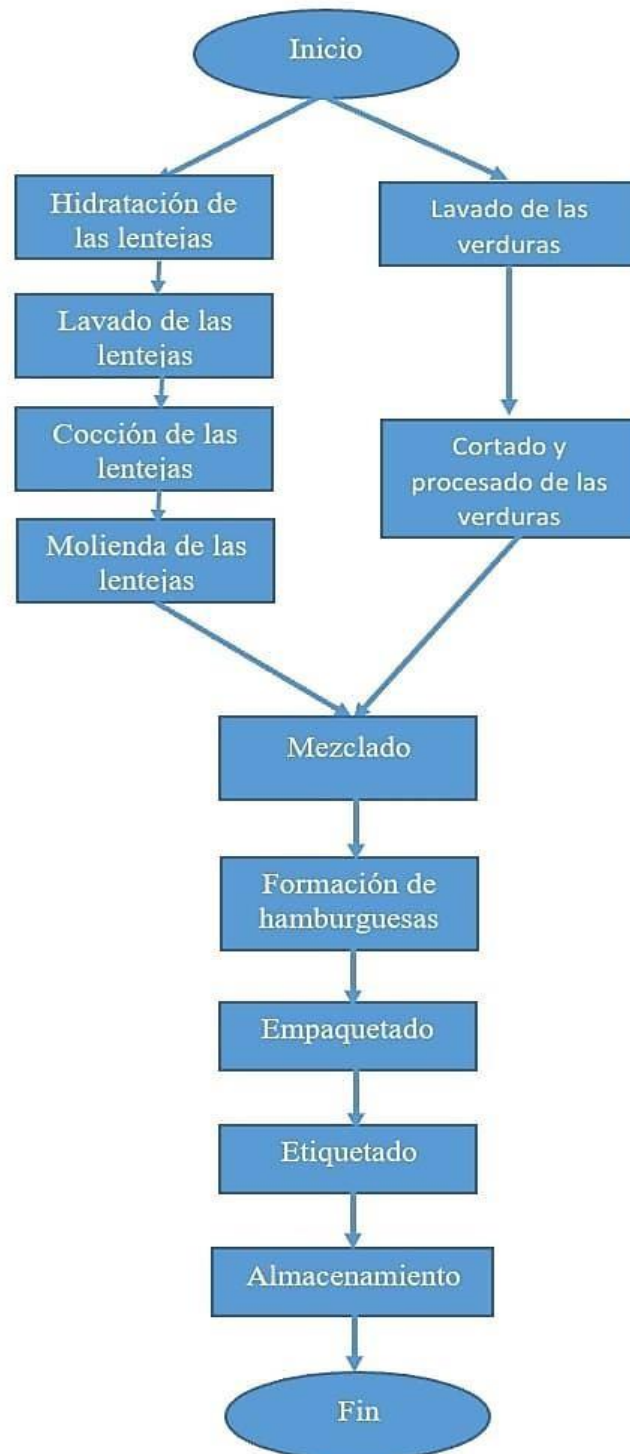 Inicio
Hidratación de
las lentejas
Lavado de las
lentejas
Cocción de las
lentejas
Molienda de las
lentejas
Lavado de las
verduras
Cortado y
procesado de las
verduras
Mezclado
Formación de
hamburguesas
Empaquetado
Etiquetado
Almacenamiento
Fin